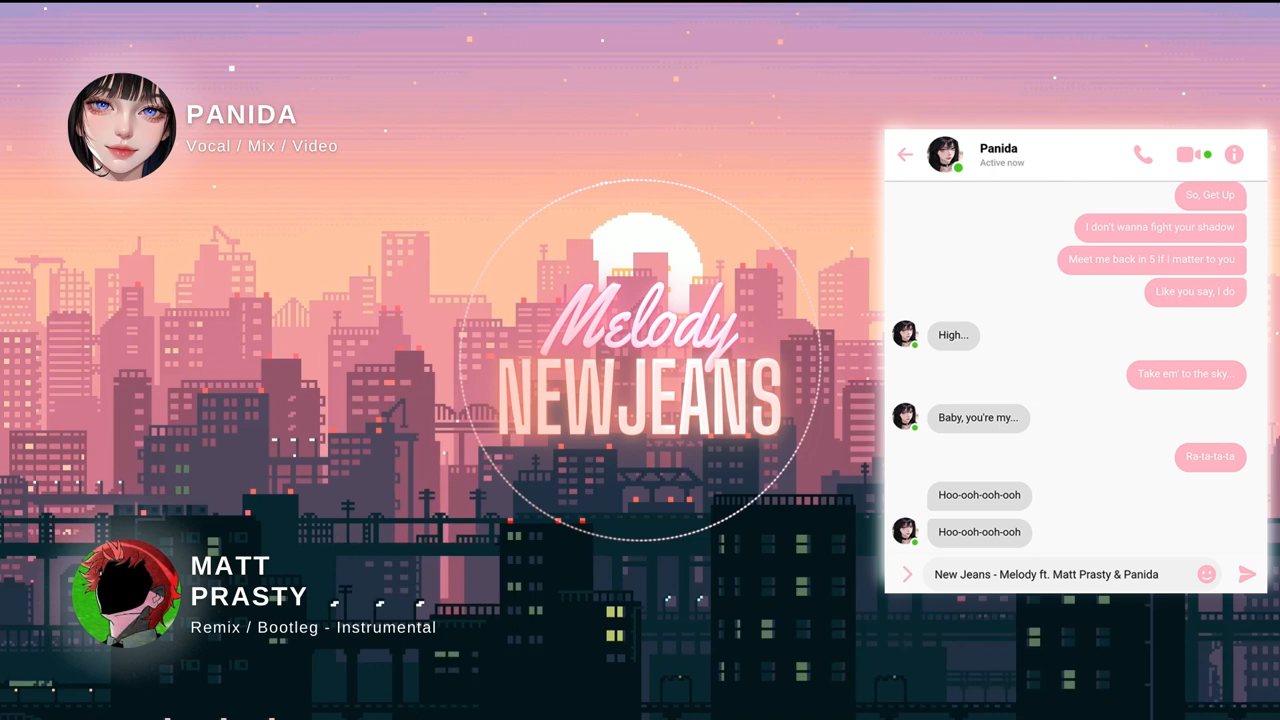 PANIDA
Vocal / Mix / Video
Melody
NEWJEANS
MATT
PRASTY
Remix / Bootleg - Instrumental
Panida
Active now
So, Get Up
I don't wanna fight your shadow
Meet me back in 5 If I matter to you
Like you say, I do
High...
Take em' to the sky...
Baby, you're my...
Ra-ta-ta-ta
Hoo-ooh-ooh-ooh
Hoo-ooh-ooh-ooh
New Jeans - Melody ft. Matt Prasty & Panida